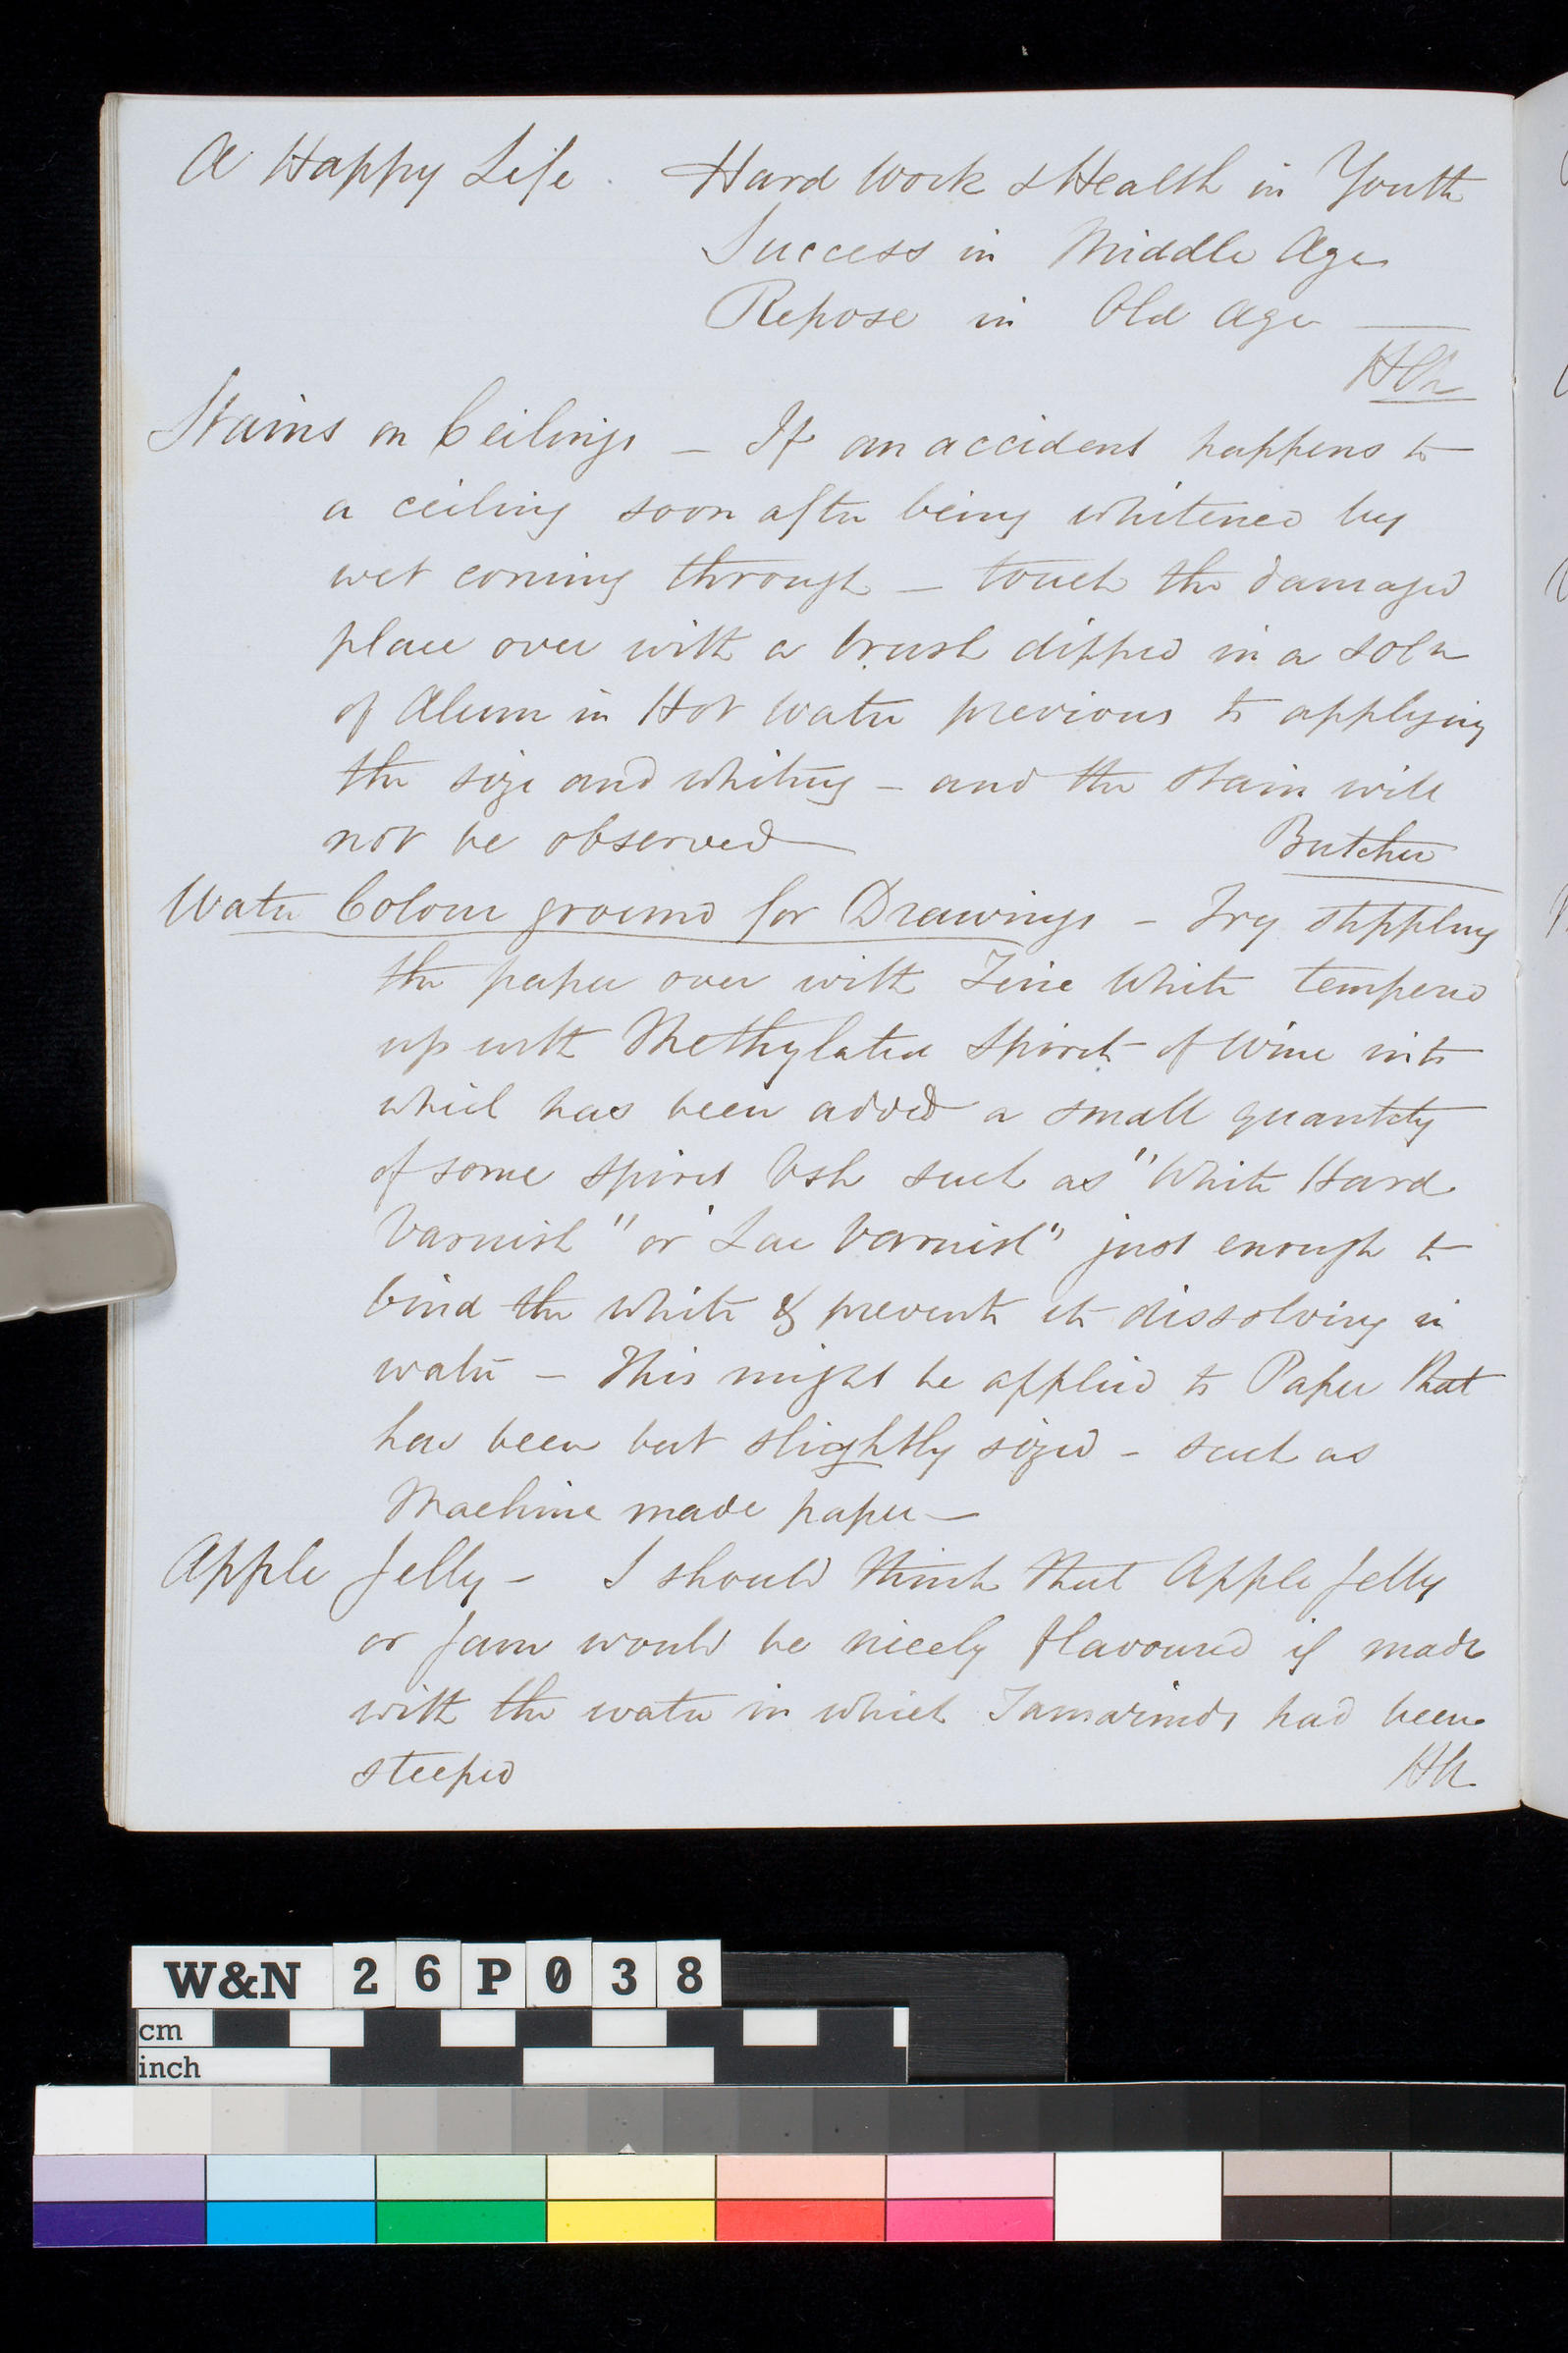 A Happy Life . Hard Work & Health in Youth
Success in Middle Age
Repose in Old Age —
Stains on Ceilings – If an accident happens to
a ceiling soon after being whitened by
wet coming through – touch the damaged
place over with a brush dipped in a soln
of Alum in Hot Water previous to applying
the size and whiting – and the stain will
not be observed — Butcher
Water Colour ground for Drawings – Try stippling
the paper over with Zinc White tempered
up with Methylated Spirit of Wine into
which has been added a small quantity
of some spirit Vsh such as "White Hard
Varnish" or "Lac Varnish" just enough to
bind the white & prevent its dissolving in
water – This might be applied to Paper that
has been but slightly sized – such as
Machine made paper –
Apple Jelly – I should think that Apple Jelly
or Jam would be nicely flavoured if made
with the water in which Tamarinds had been
steeped
W&N 26P038
cm
inch